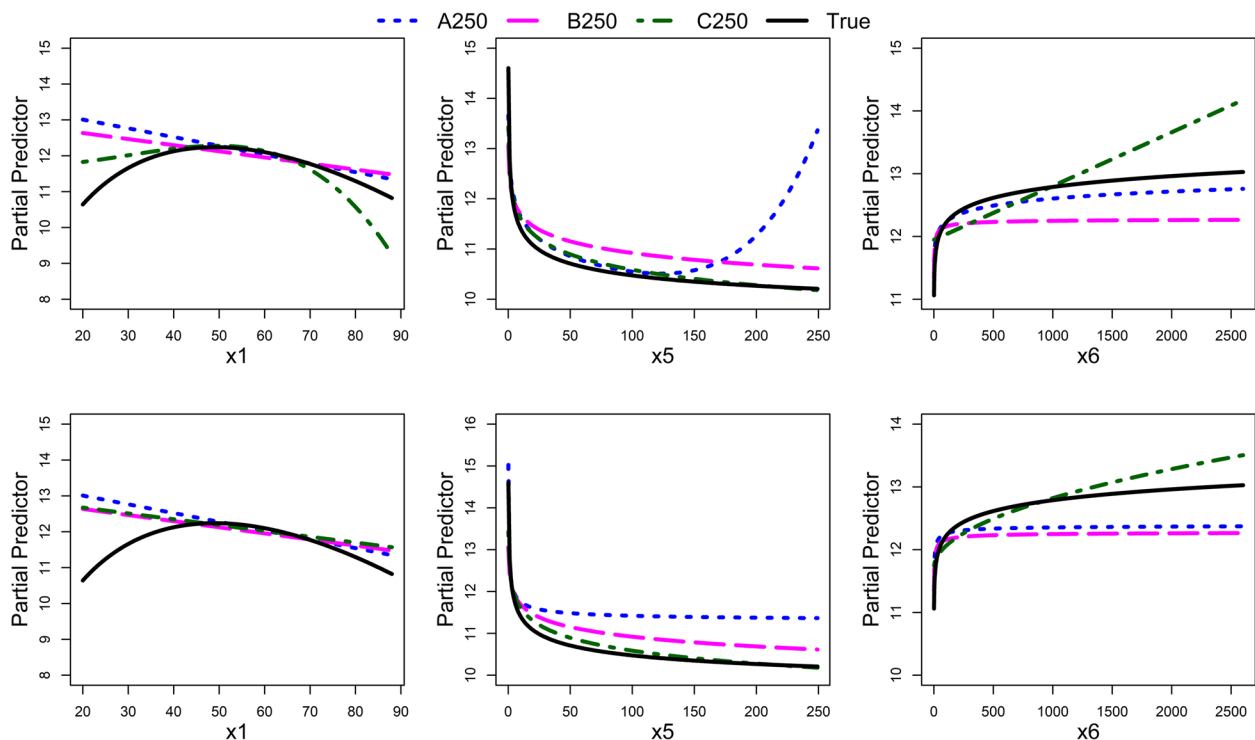 A250 B250 C250 True
Partial Predictor
8 9 10 11 12 13 14 15
20 30 40 50 60 70 80 90
x1
Partial Predictor
10 11 12 13 14 15
0 50 100 150 200 250
x5
Partial Predictor
11 12 13 14 15
0 500 1000 1500 2000 2500
x6
Partial Predictor
8 9 10 11 12 13 14 15
20 30 40 50 60 70 80 90
x1
Partial Predictor
10 11 12 13 14 15 16
0 50 100 150 200 250
x5
Partial Predictor
10 11 12 13 14
0 500 1000 1500 2000 2500
x6